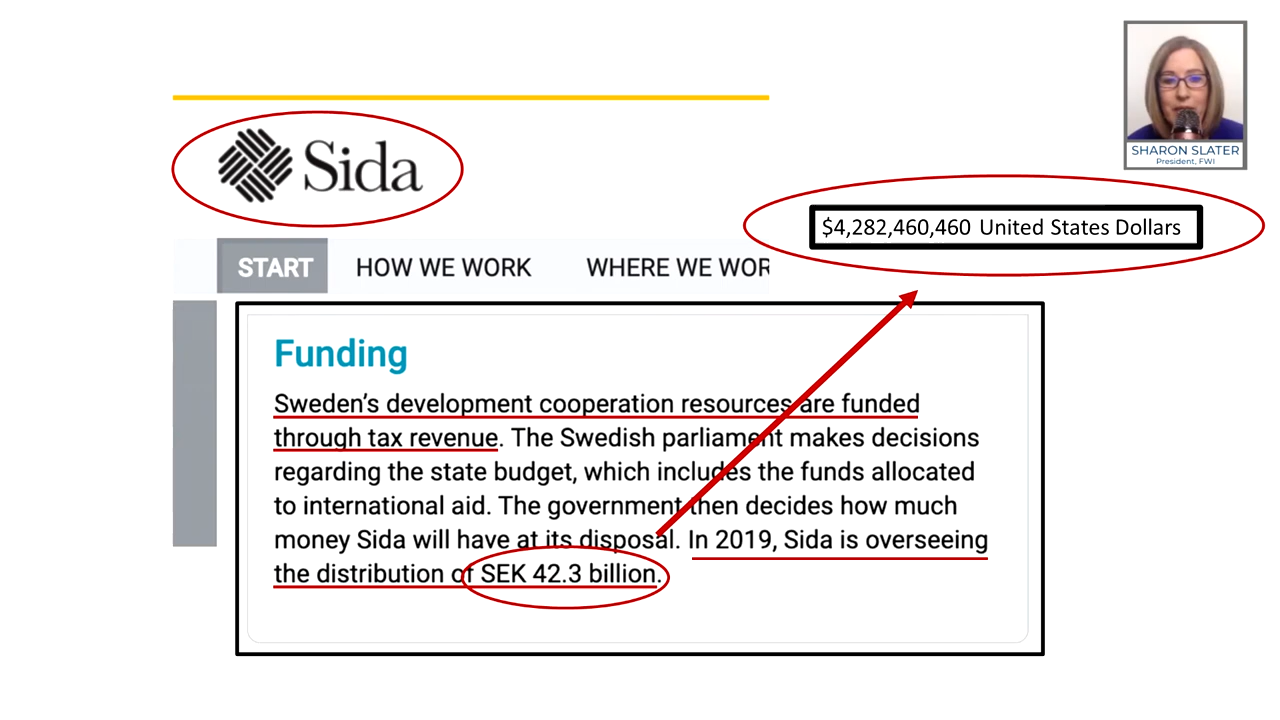 SHARON SLATER
President, FWI
Sida
$4,282,460,460 United States Dollars
START HOW WE WORK WHERE WE WOR
Funding
Sweden’s development cooperation resources are funded
through tax revenue. The Swedish parliament makes decisions
regarding the state budget, which includes the funds allocated
to international aid. The government then decides how much
money Sida will have at its disposal. In 2019, Sida is overseeing
the distribution of SEK 42.3 billion.